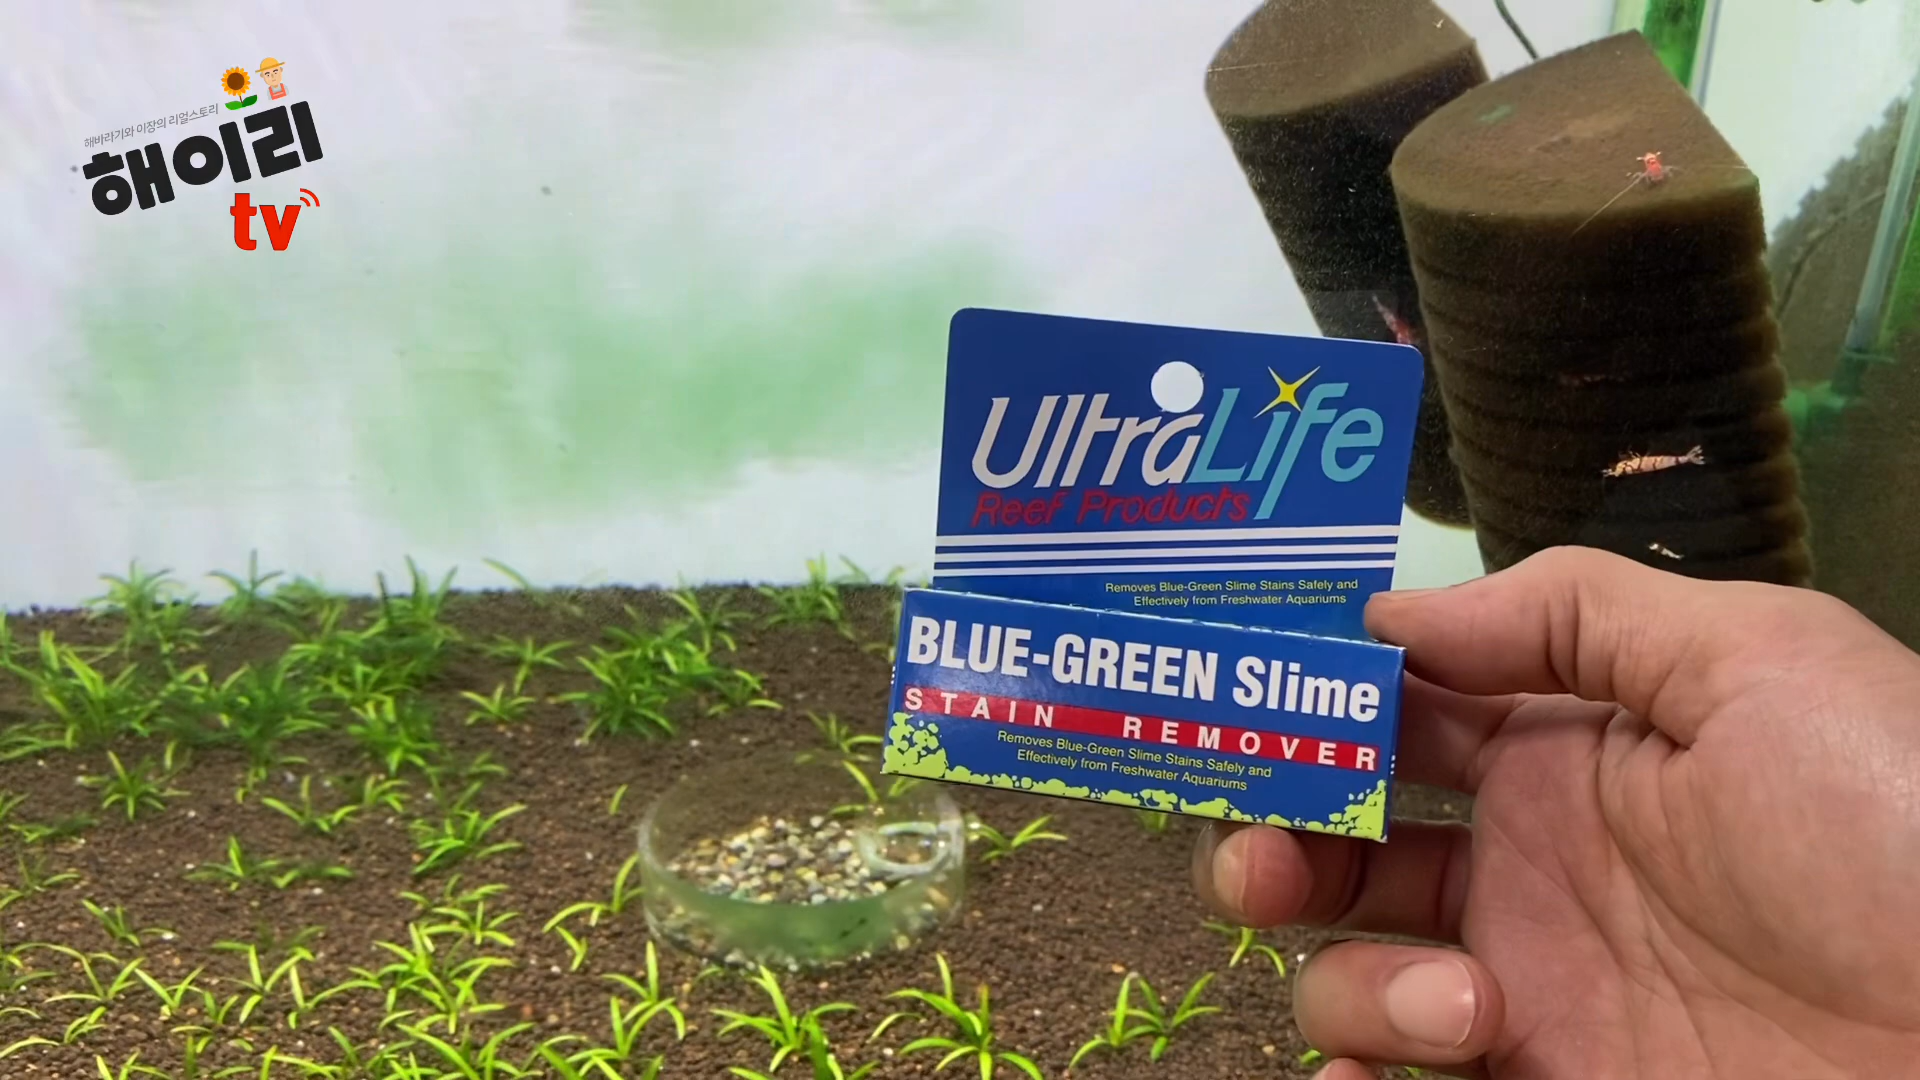 해바라기와 이장의 리얼스토리
해이리
tv
UltraLife
Reef Products
Removes Blue-Green Slime Stains Safely and
Effectively from Freshwater Aquariums
BLUE-GREEN Slime
STAIN REMOVER
Removes Blue-Green Slime Stains Safely and
Effectively from Freshwater Aquariums